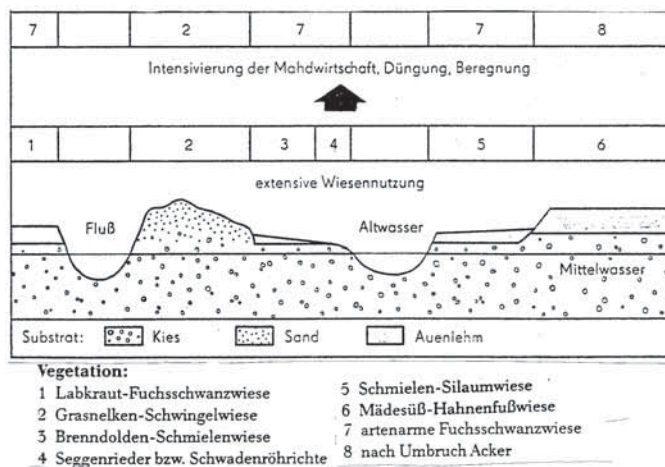 7 2 7 7 8
Intensivierung der Mahdwirtschaft, Düngung, Beregnung
1 2 3 4 5 6
extensive Wiesennutzung
Fluß Altwasser
Mittelwasser
Substrat: Kies Sand Auenlehm
Vegetation:
1 Labkraut-Fuchsschwanzwiese
2 Grasnelken-Schwingelwiese
3 Brenndolden-Schmielenwiese
4 Seggenrieder bzw. Schwadenröhrichte
5 Schmielen-Silaumwiese
6 Mädesüß-Hahnenfußwiese
7 artenarme Fuchsschwanzwiese
8 nach Umbruch Acker